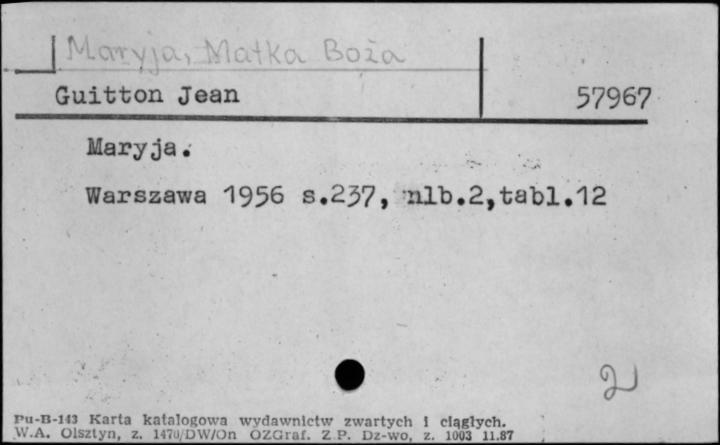 Maryja, Matka Boża
Guitton Jean 57967
Maryja.
Warszawa 1956 s.237, nlb.2,tabl.12
2
Pu-B-143 Karta katalogowa wydawnictw zwartych i ciągłych.
W.A. Olsztyn, z. 1470/DW/On OZGraf. Z.P. Dz-wo, z. 1003 11.87